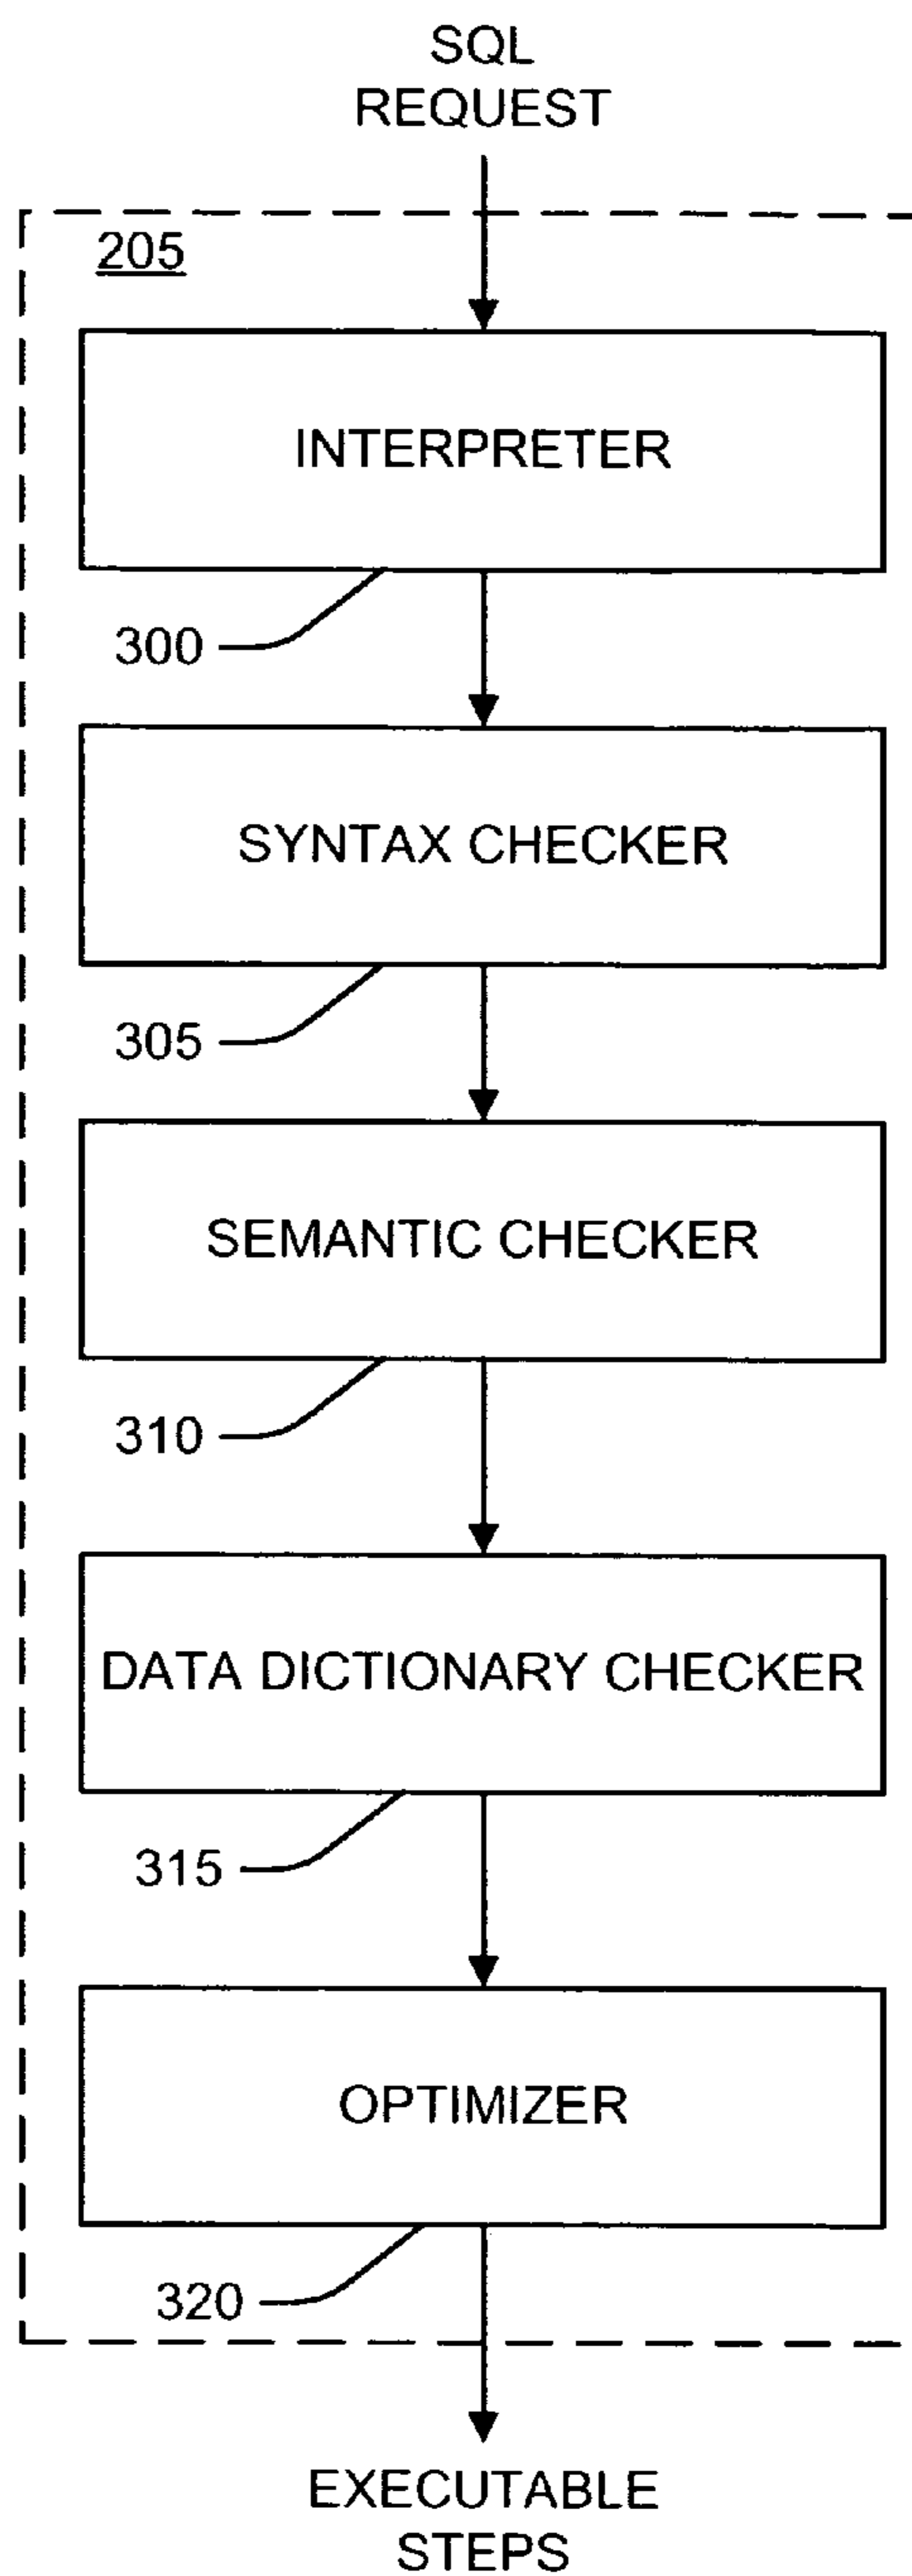 SQL
REQUEST
205
INTERPRETER
300
SYNTAX CHECKER
305
SEMANTIC CHECKER
310
DATA DICTIONARY CHECKER
315
OPTIMIZER
320
EXECUTABLE
STEPS